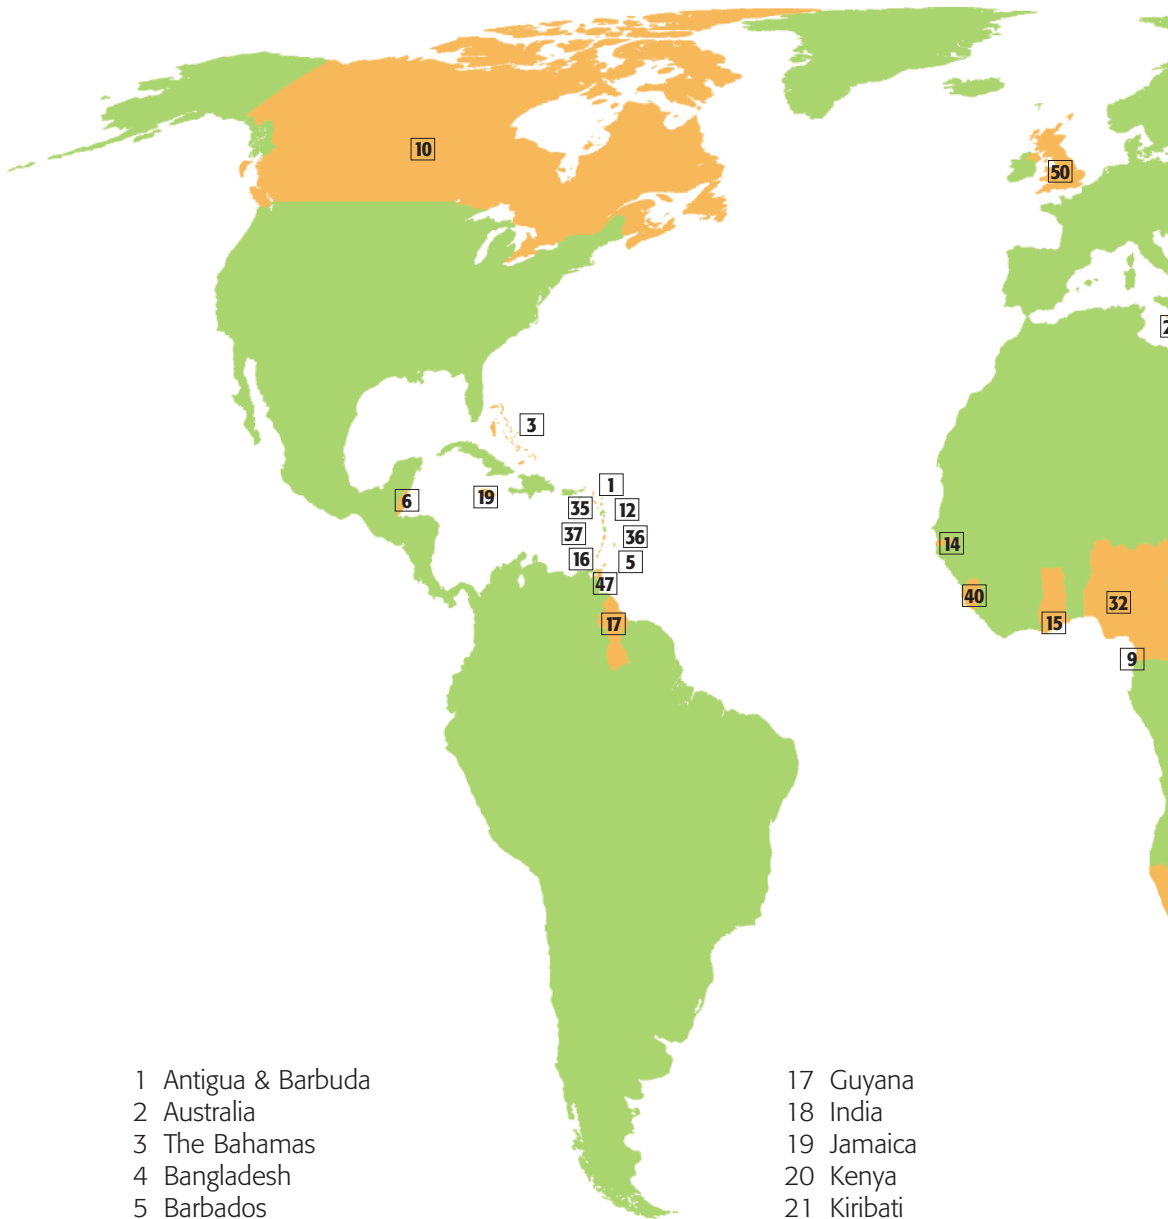 10
50
2
3
6
19
1
35
12
37
36
16
5
47
14
40
15
32
17
9
1 Antigua & Barbuda
2 Australia
3 The Bahamas
4 Bangladesh
5 Barbados
17 Guyana
18 India
19 Jamaica
20 Kenya
21 Kiribati